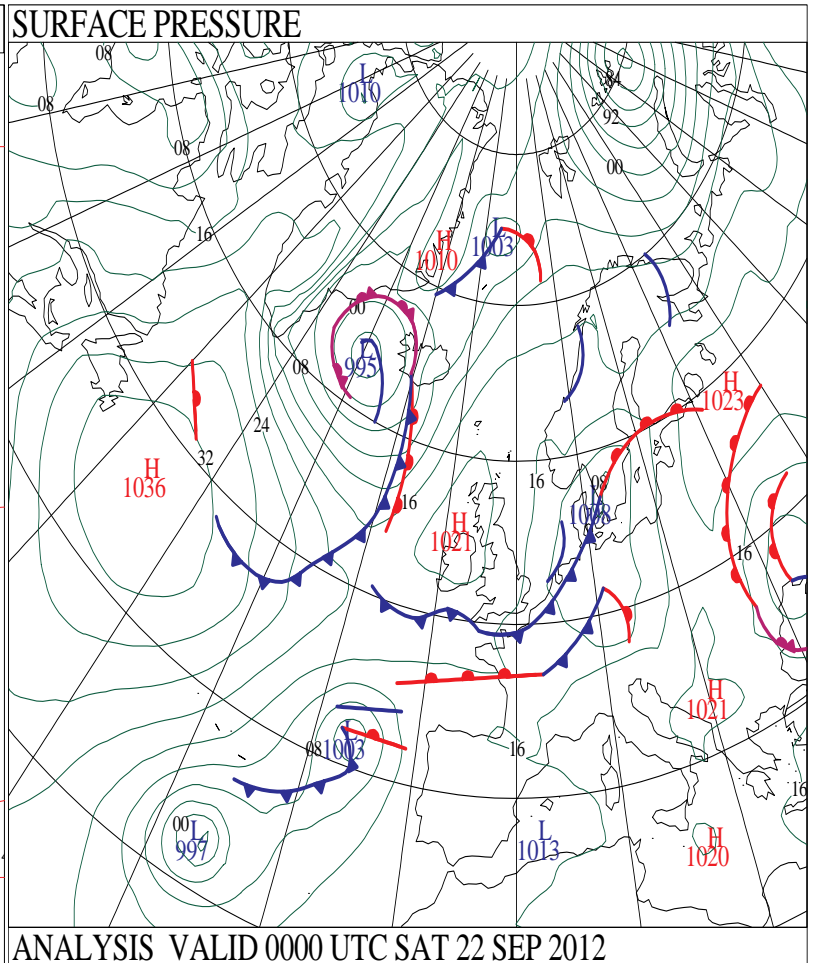 SURFACE PRESSURE
08
L
1010
84
08
92
08
00
16
L
1003
H
1010
00
L
995
08
H
1023
24
32
H
1036
16
08
L
1008
16
H
1021
16
H
1021
L
1003
08
16
16
00
L
997
L
1013
H
1020
ANALYSIS VALID 0000 UTC SAT 22 SEP 2012